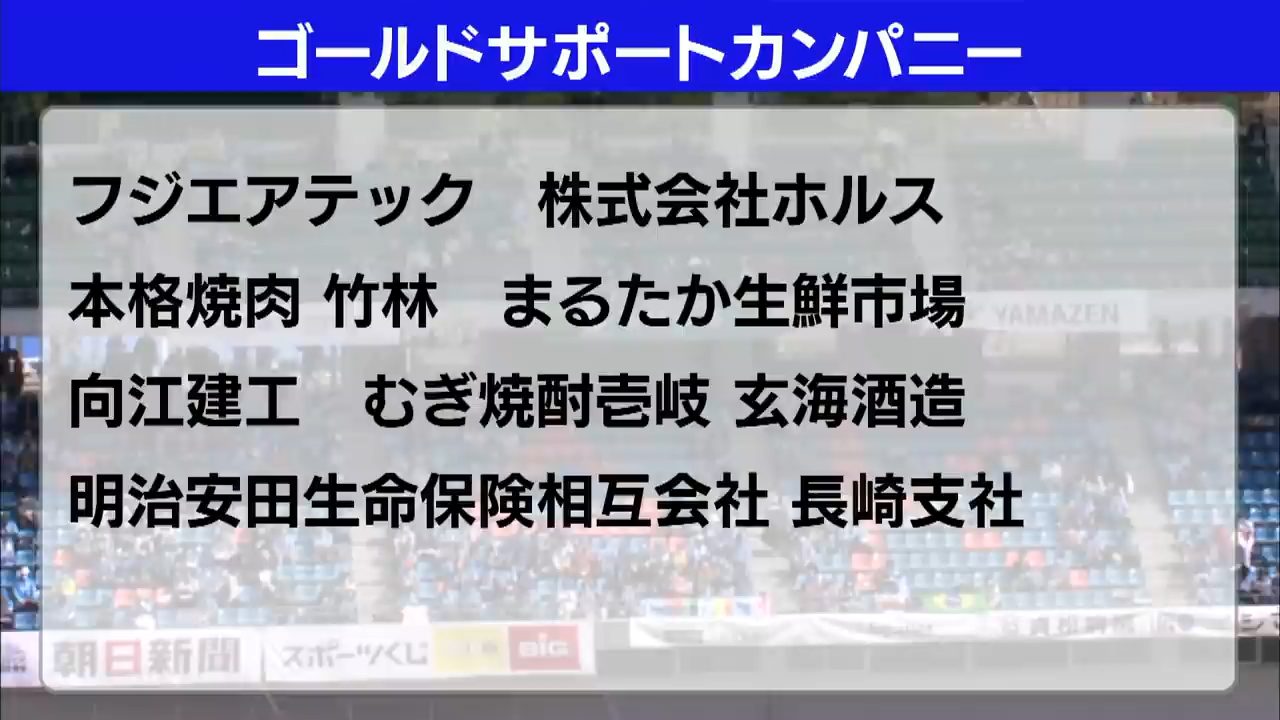 ゴールドサポートカンパニー
フジエアテック　株式会社ホルス
本格焼肉 竹林　まるたか生鮮市場
YAMAZEN
向江建工　むぎ焼酎壱岐 玄海酒造
明治安田生命保険相互会社 長崎支社
朝日新聞 スポーツくじ BIG